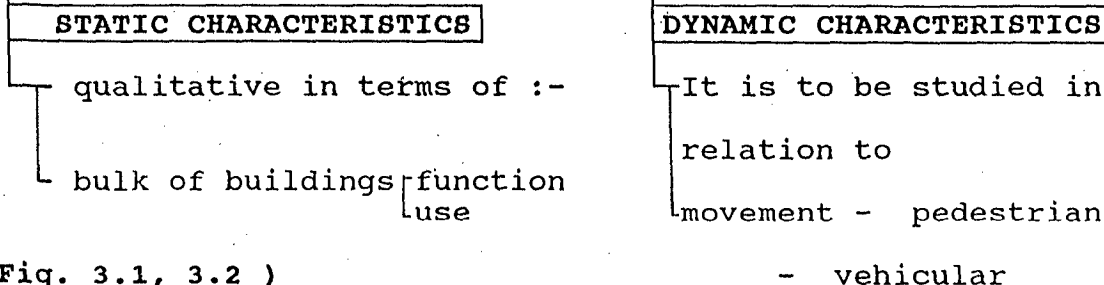 STATIC CHARACTERISTICS
qualitative in terms of :-
bulk of buildings function
use
Fig. 3.1, 3.2 )
DYNAMIC CHARACTERISTICS
It is to be studied in
relation to
movement - pedestrian
- vehicular